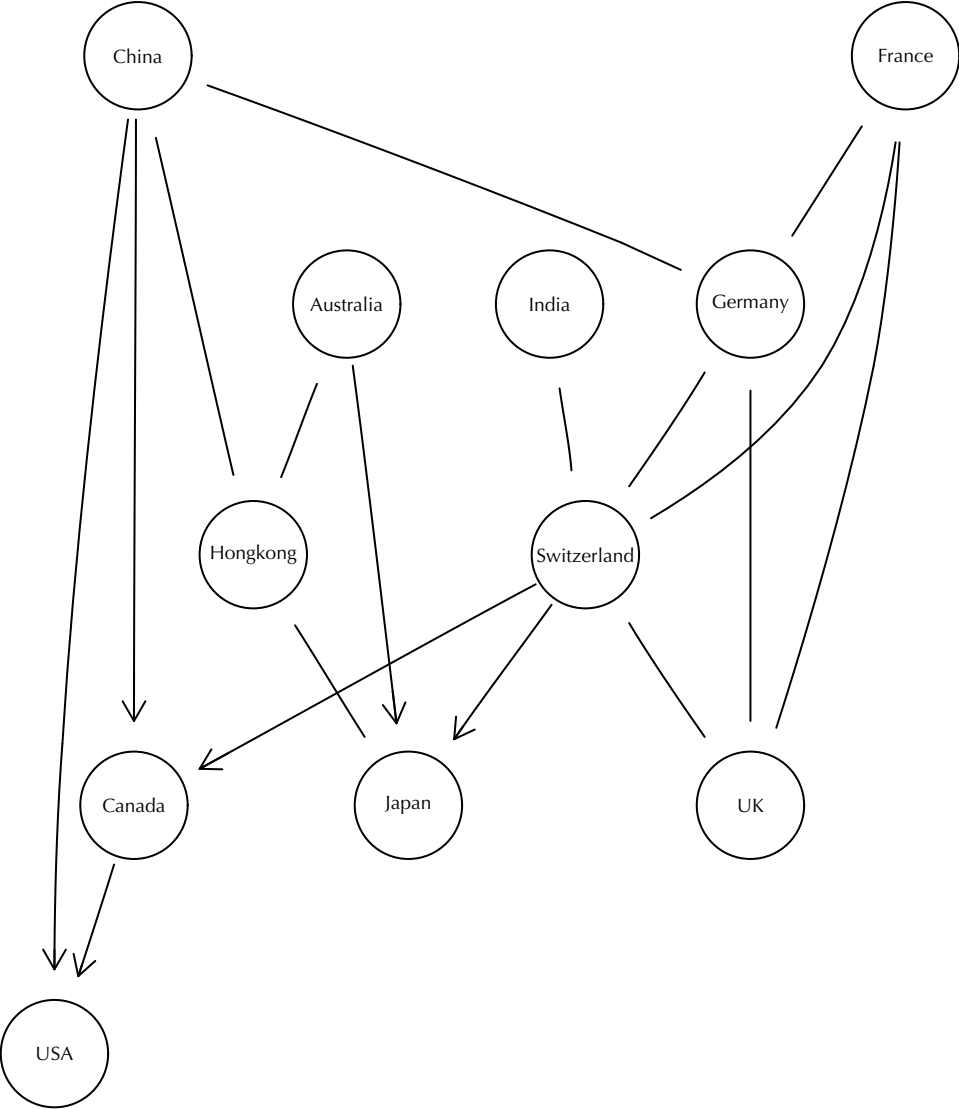 China
France
Australia
India
Germany
Hongkong
Switzerland
Canada
Japan
UK
USA